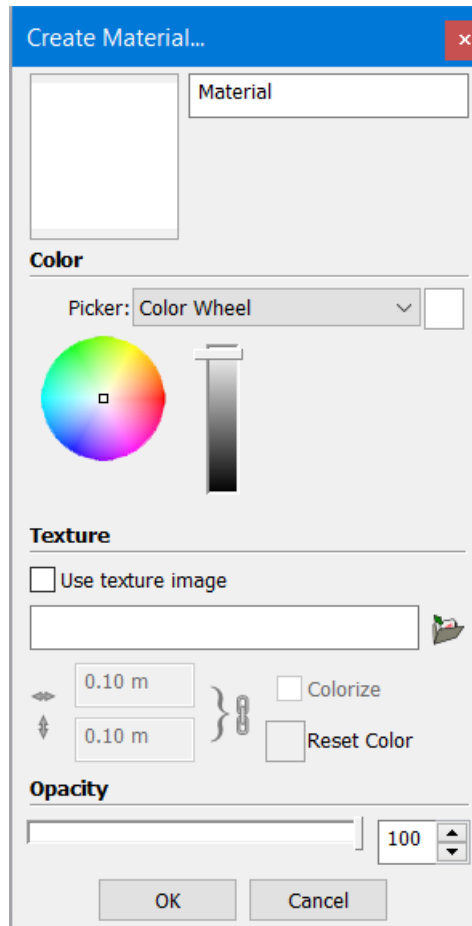 Create Material...
Material
Color
Picker: Color Wheel
Texture
Use texture image
0.10 m
Colorize
0.10 m
Reset Color
Opacity
100
OK Cancel